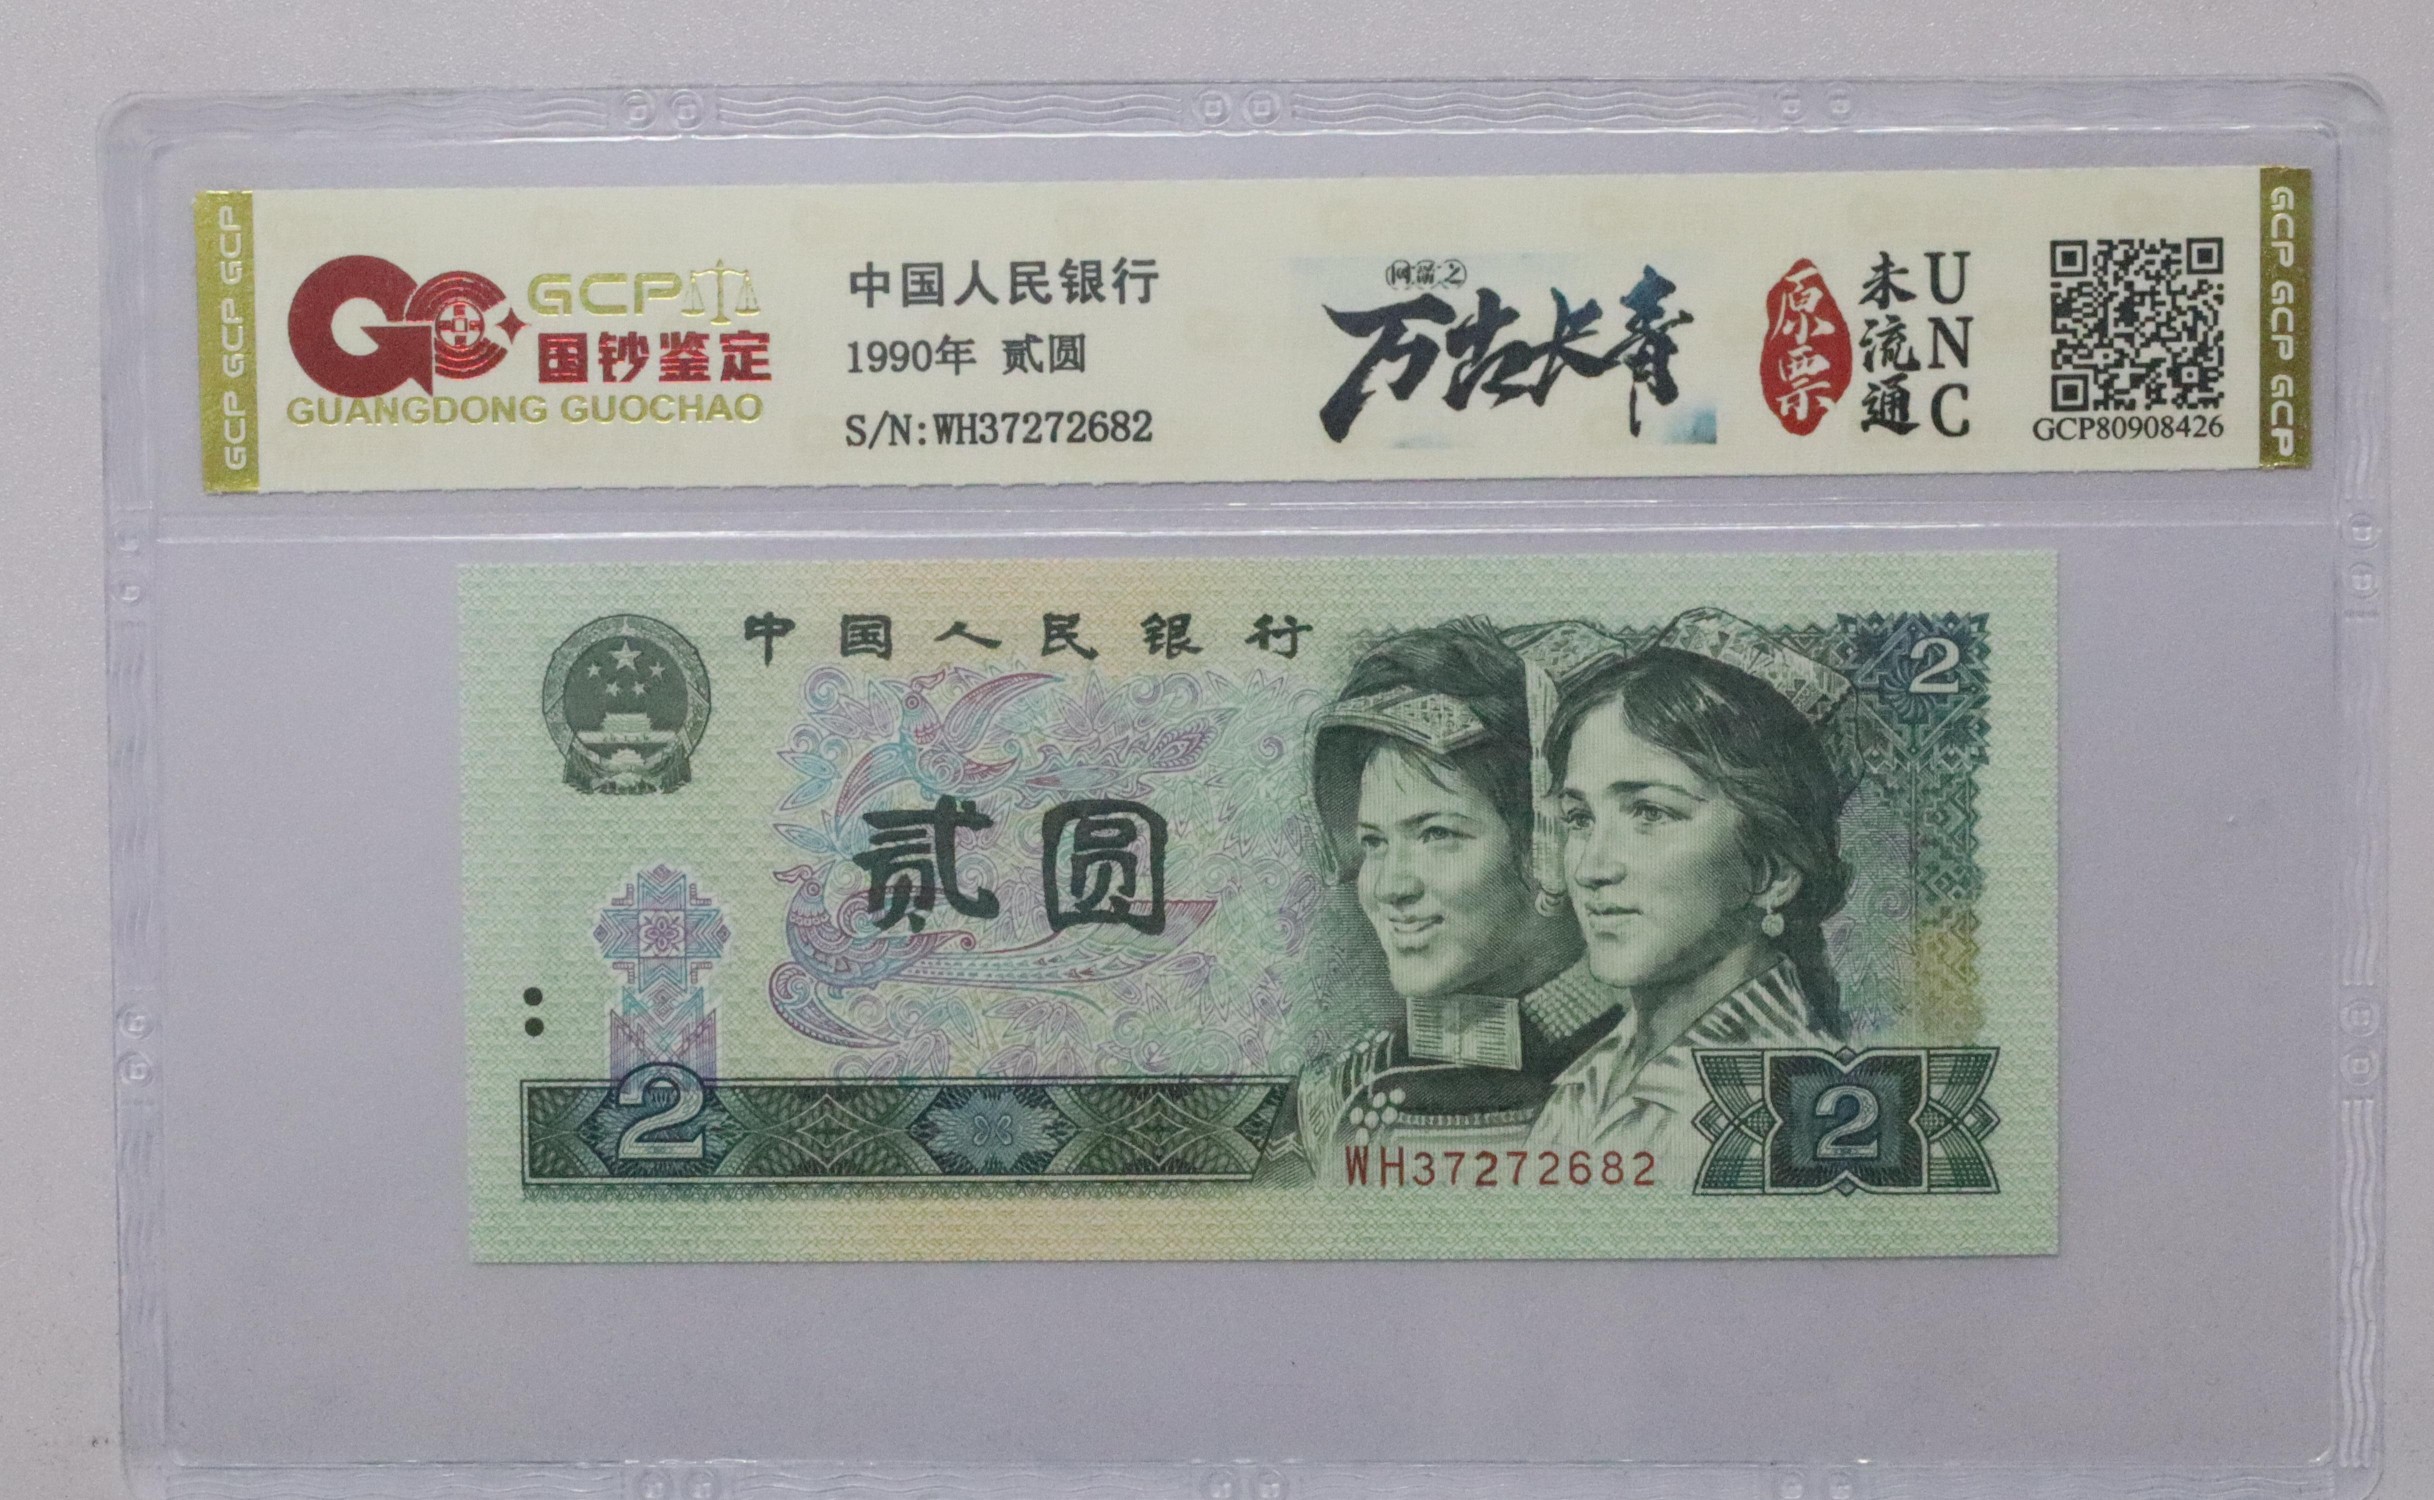 GCP GCP GCP
GCP
国钞鉴定
GUANGDONG GUOCHAO
中国人民银行
1990年 贰圆
S/N:WH37272682
万古长青
原票
未流通
UNC
GCP80908426
GCP GCP GCP
中国人民银行
2
贰圆
2
WH37272682
2